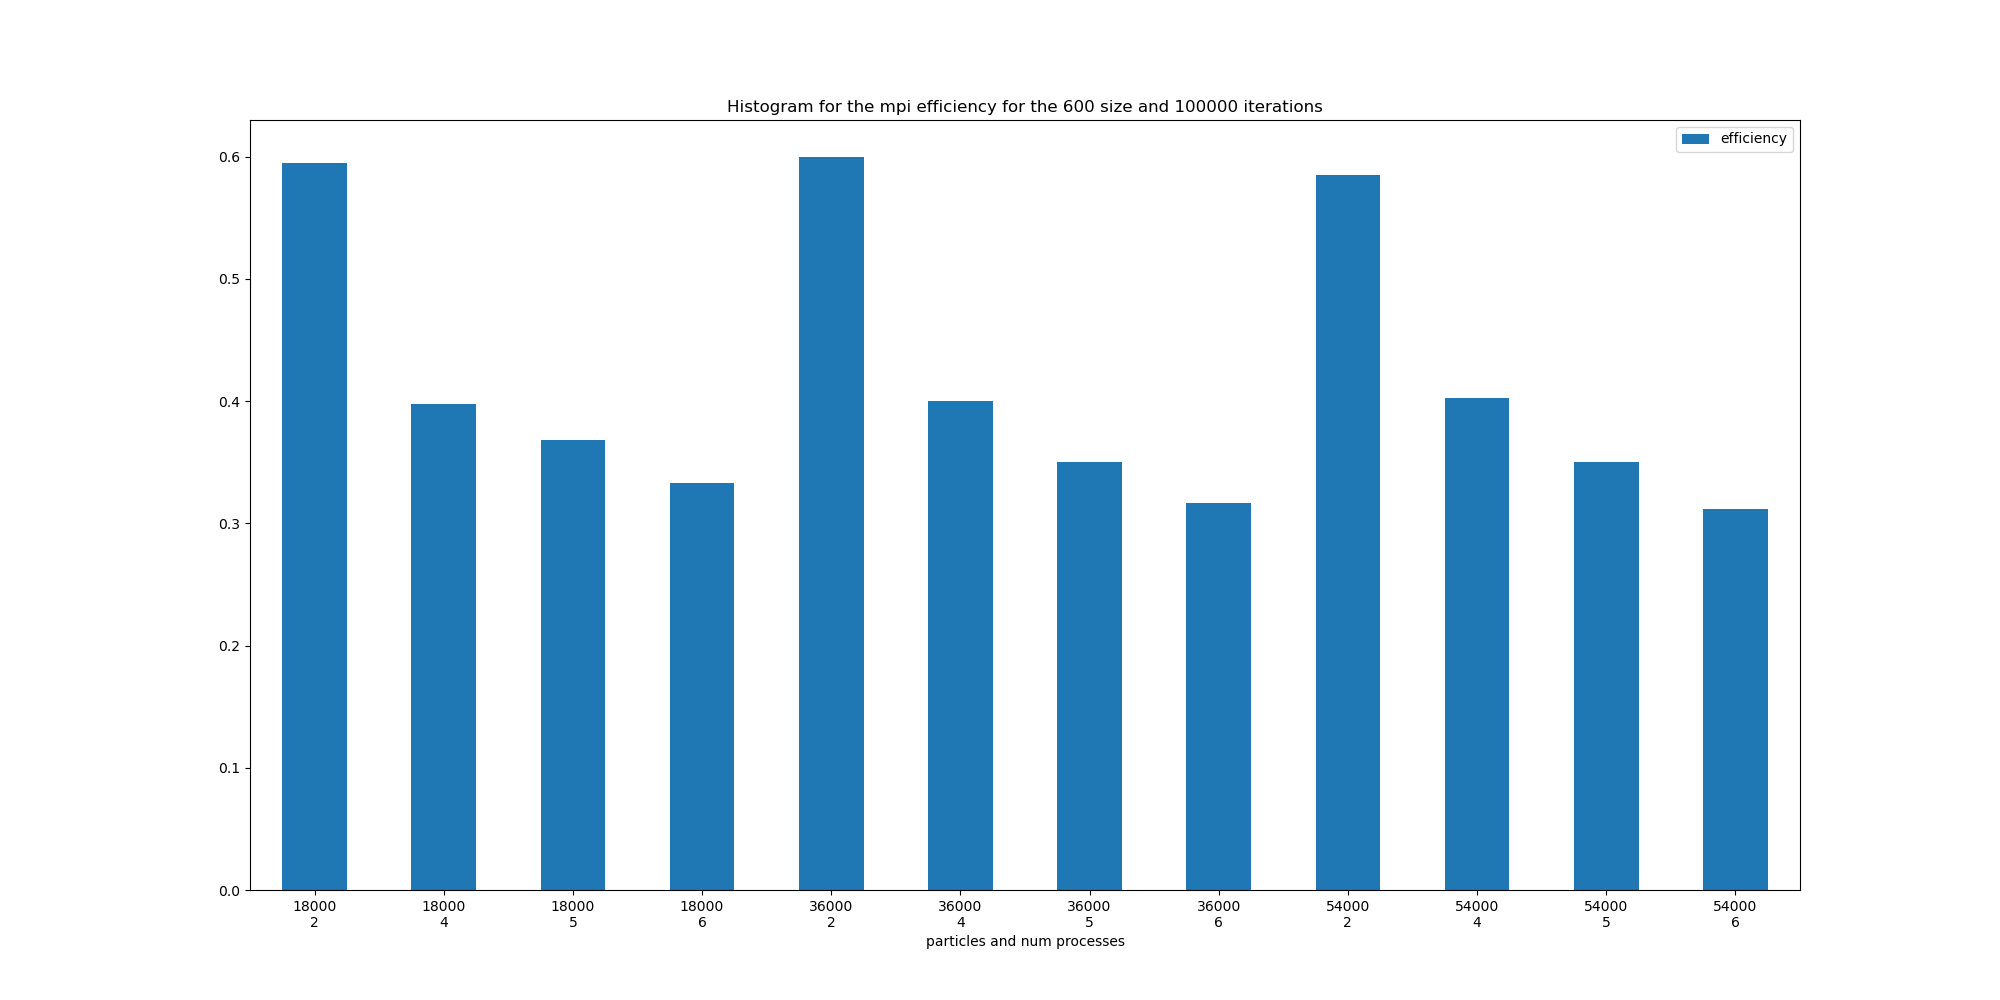 Histogram for the mpi efficiency for the 600 size and 100000 iterations
efficiency
0.6
0.5
0.4
0.3
0.2
0.1
0.0
18000 18000 18000 18000 36000 36000 36000 36000 54000 54000 54000 54000
2 4 5 6 2 4 5 6 2 4 5 6
particles and num processes